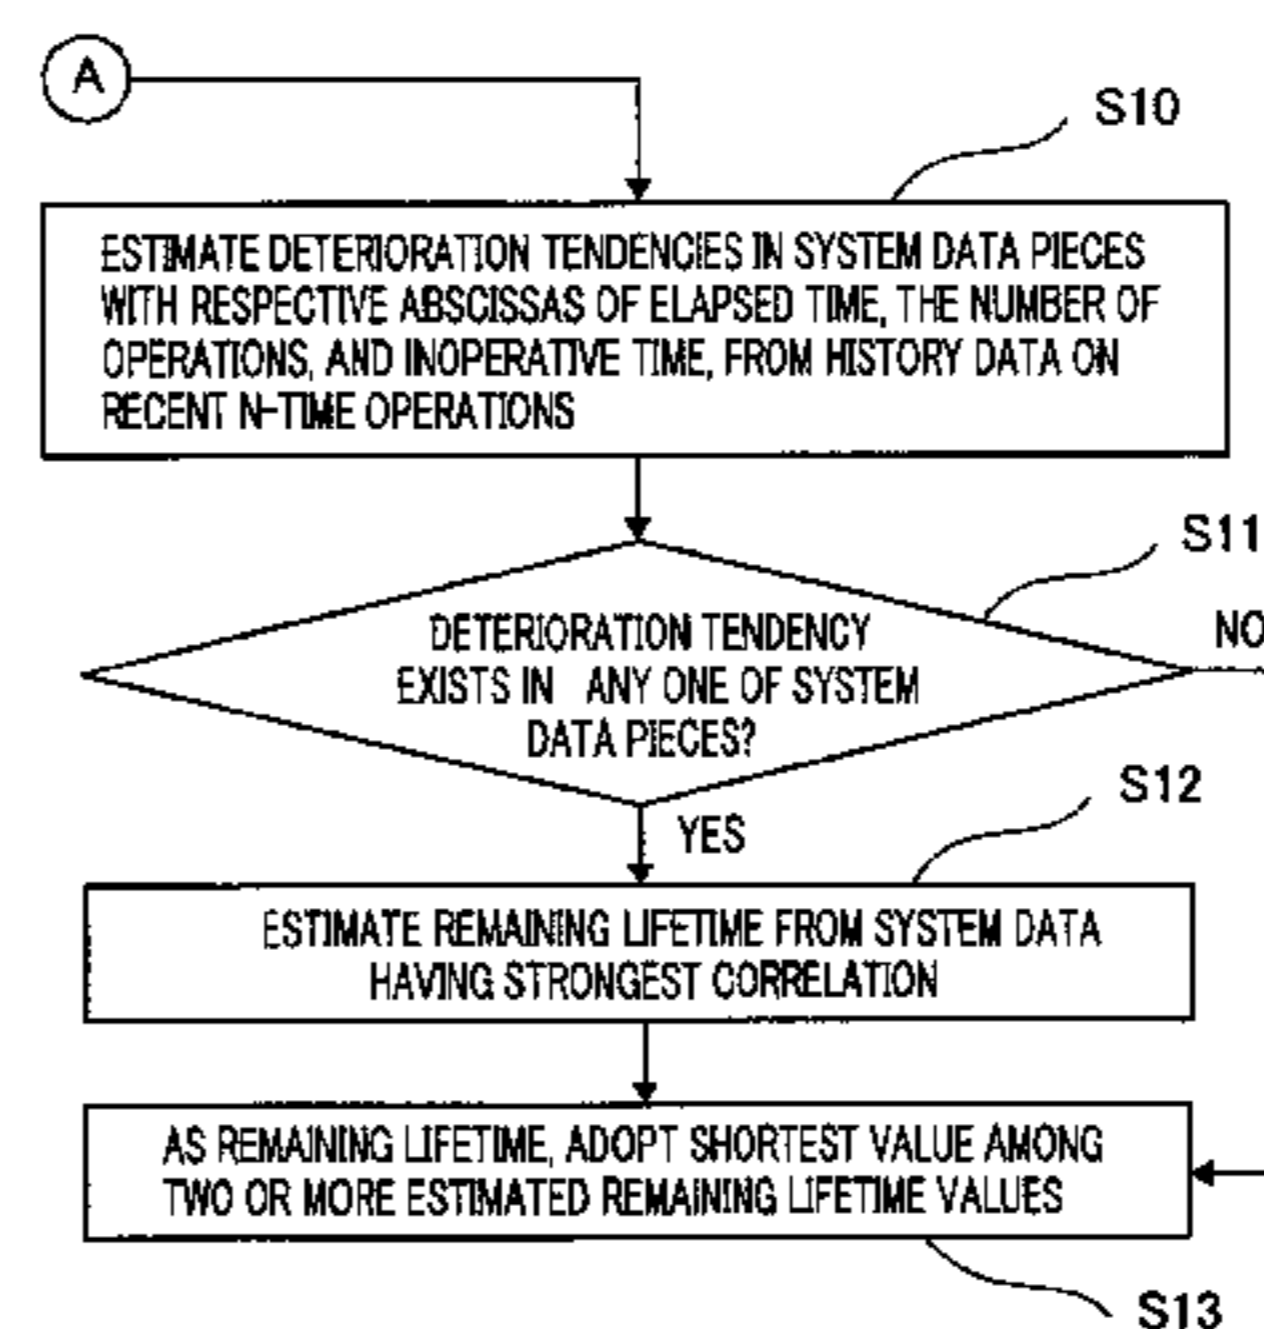 A
S10
ESTIMATE DETERIORATION TENDENCIES IN SYSTEM DATA PIECES
WITH RESPECTIVE ABSCISSAS OF ELAPSED TIME, THE NUMBER OF
OPERATIONS, AND INOPERATIVE TIME, FROM HISTORY DATA ON
RECENT N-TIME OPERATIONS
S11
DETERIORATION TENDENCY
EXISTS IN ANY ONE OF SYSTEM
DATA PIECES?
NO
YES
S12
ESTIMATE REMAINING LIFETIME FROM SYSTEM DATA
HAVING STRONGEST CORRELATION
AS REMAINING LIFETIME, ADOPT SHORTEST VALUE AMONG
TWO OR MORE ESTIMATED REMAINING LIFETIME VALUES
S13